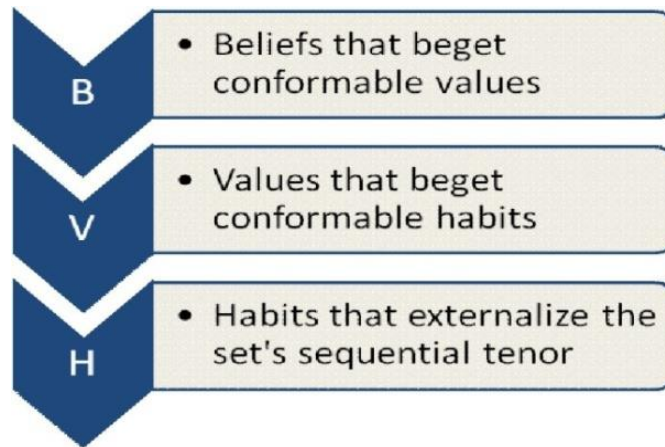 B
• Beliefs that beget
conformable values
V
• Values that beget
conformable habits
H
• Habits that externalize the
set's sequential tenor